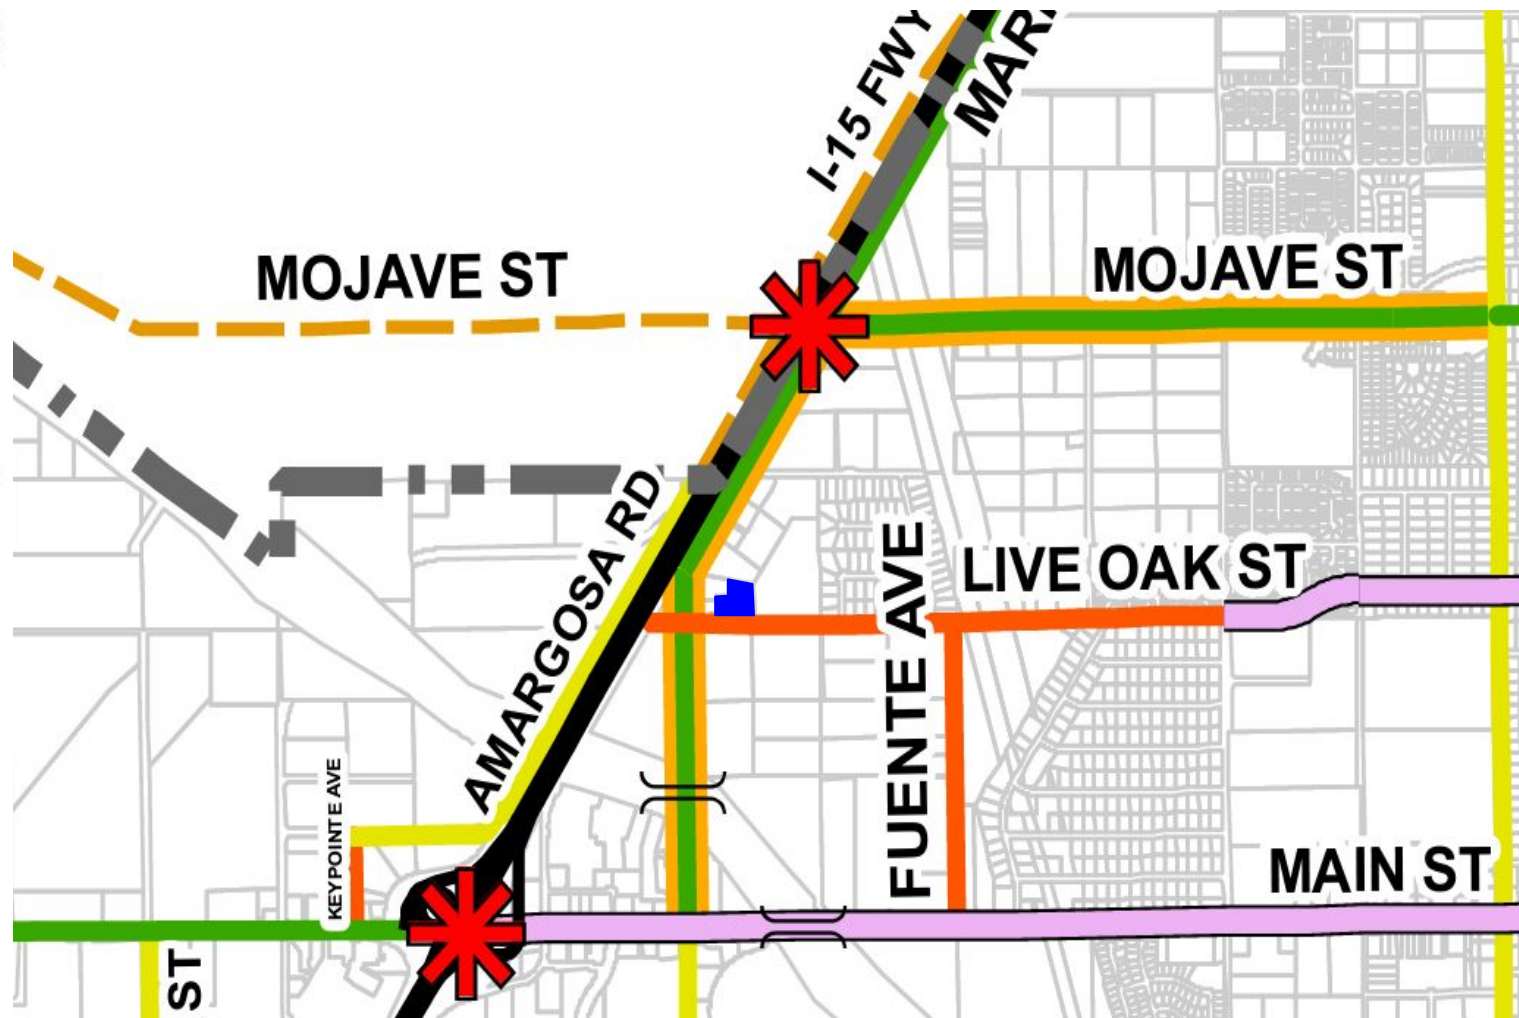 I-15 FWY
MOJAVE ST
MOJAVE ST
AMARGOSA RD
LIVE OAK ST
FUENTE AVE
KEYPOINTE AVE
MAIN ST
ST